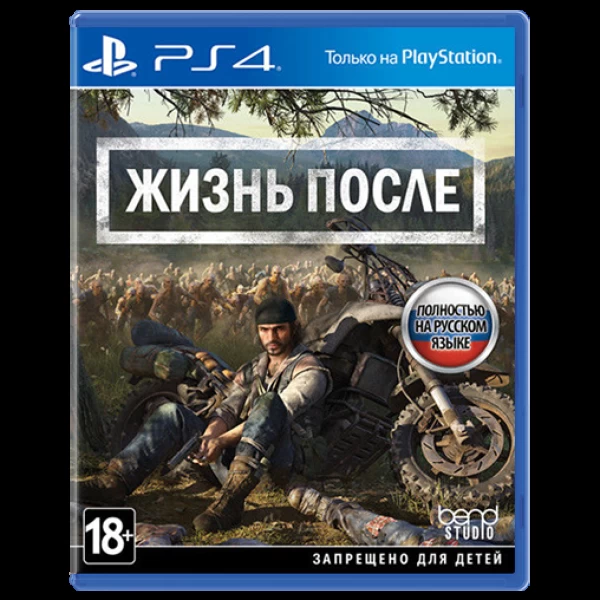 PS4
Только на PlayStation®
ЖИЗНЬ ПОСЛЕ
ПОЛНОСТЬЮ
НА РУССКОМ
ЯЗЫКЕ
18+
bend
STUDIO
ЗАПРЕЩЕНО ДЛЯ ДЕТЕЙ